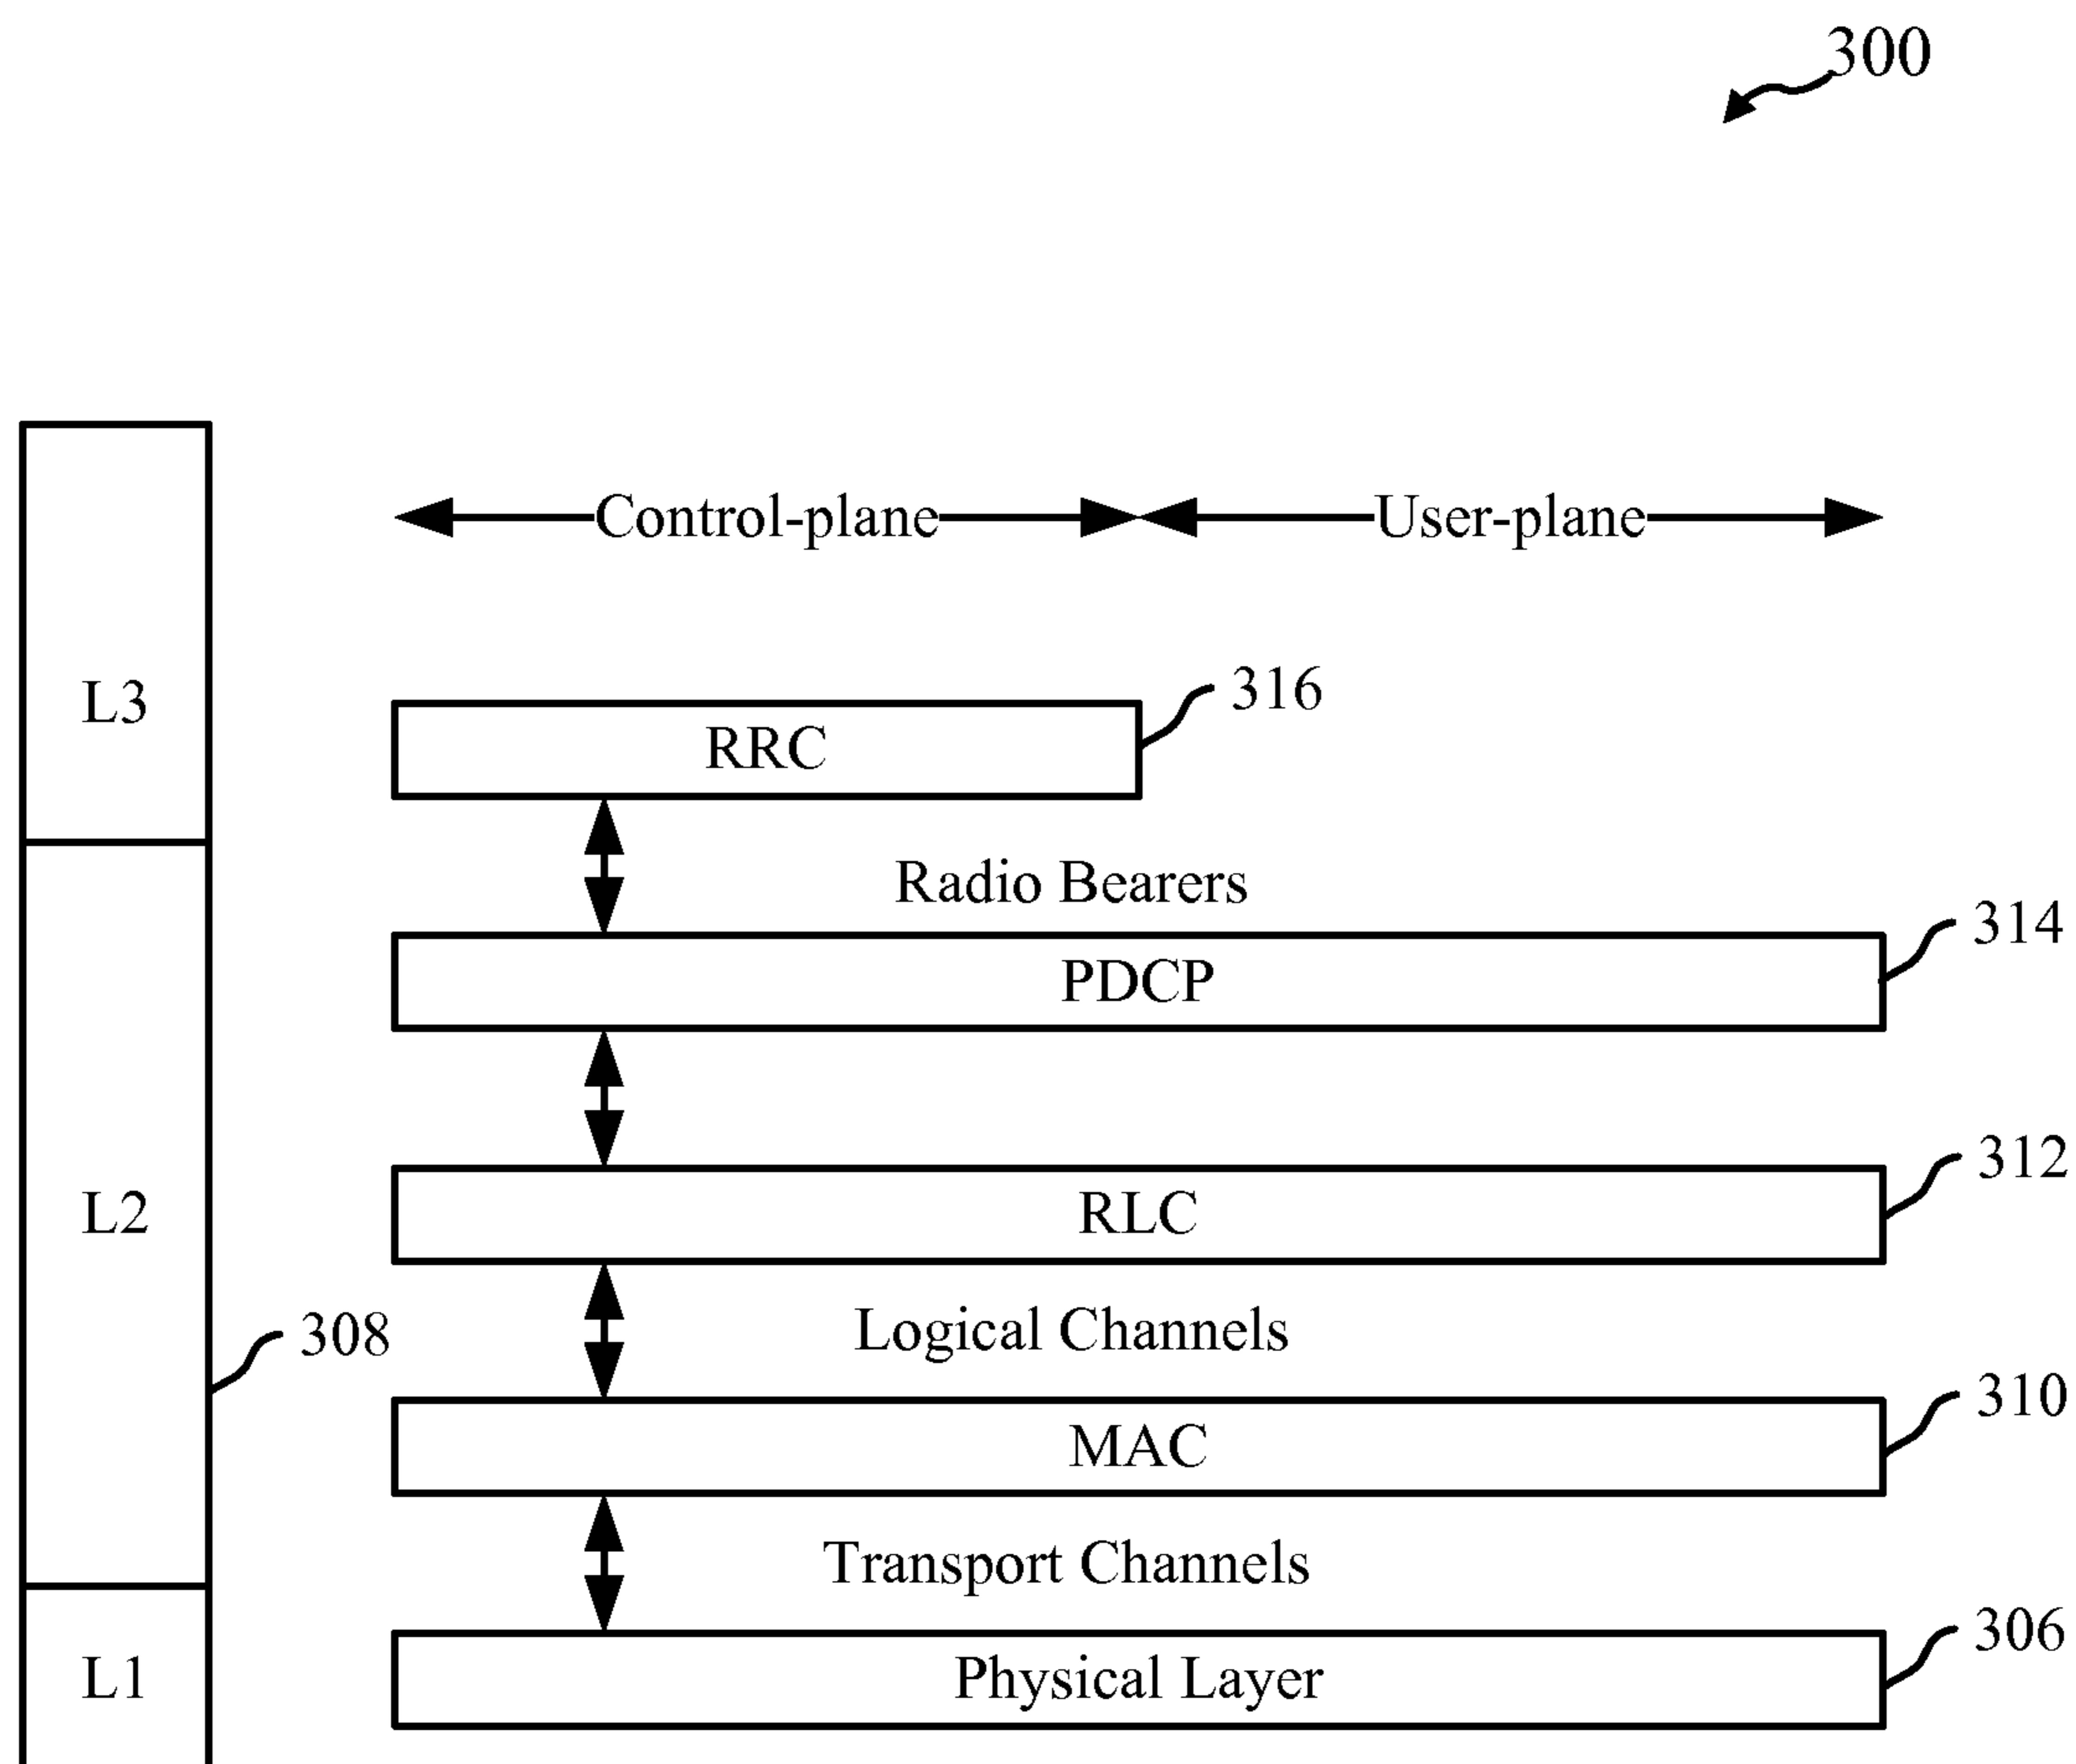 300
Control-plane
User-plane
L3
316
RRC
Radio Bearers
314
PDCP
312
L2
RLC
308
Logical Channels
310
MAC
Transport Channels
306
L1
Physical Layer